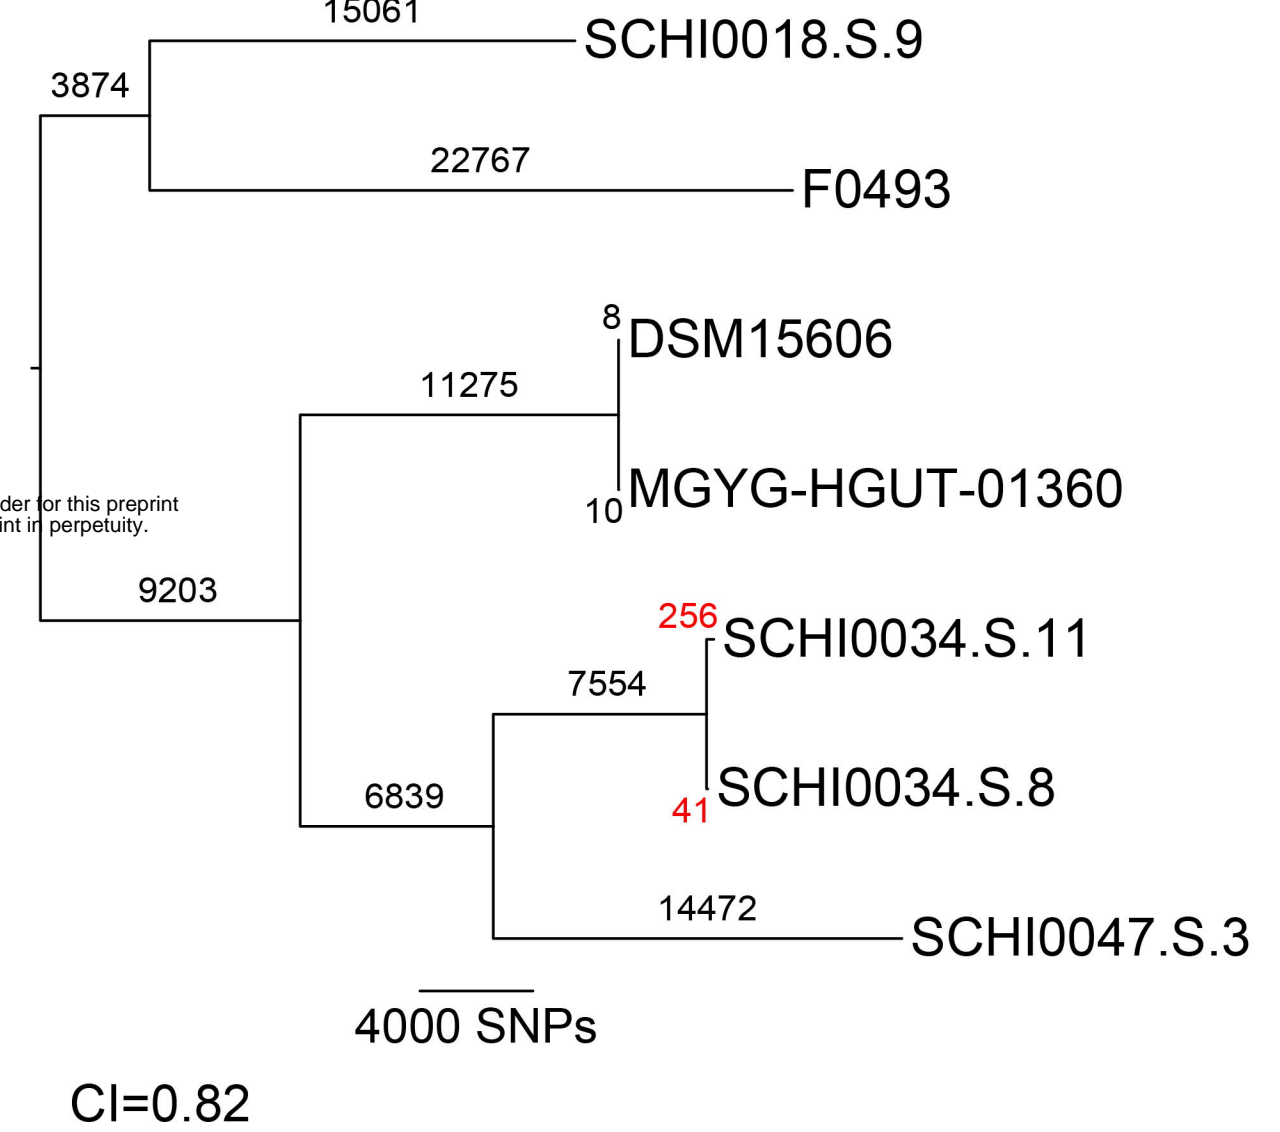 15061
SCHI0018.S.9
3874
22767
F0493
8
DSM15606
11275
MGYG-HGUT-01360
10
der for this preprint
int in perpetuity.
9203
256
SCHI0034.S.11
7554
SCHI0034.S.8
6839
41
14472
SCHI0047.S.3
4000 SNPs
CI=0.82